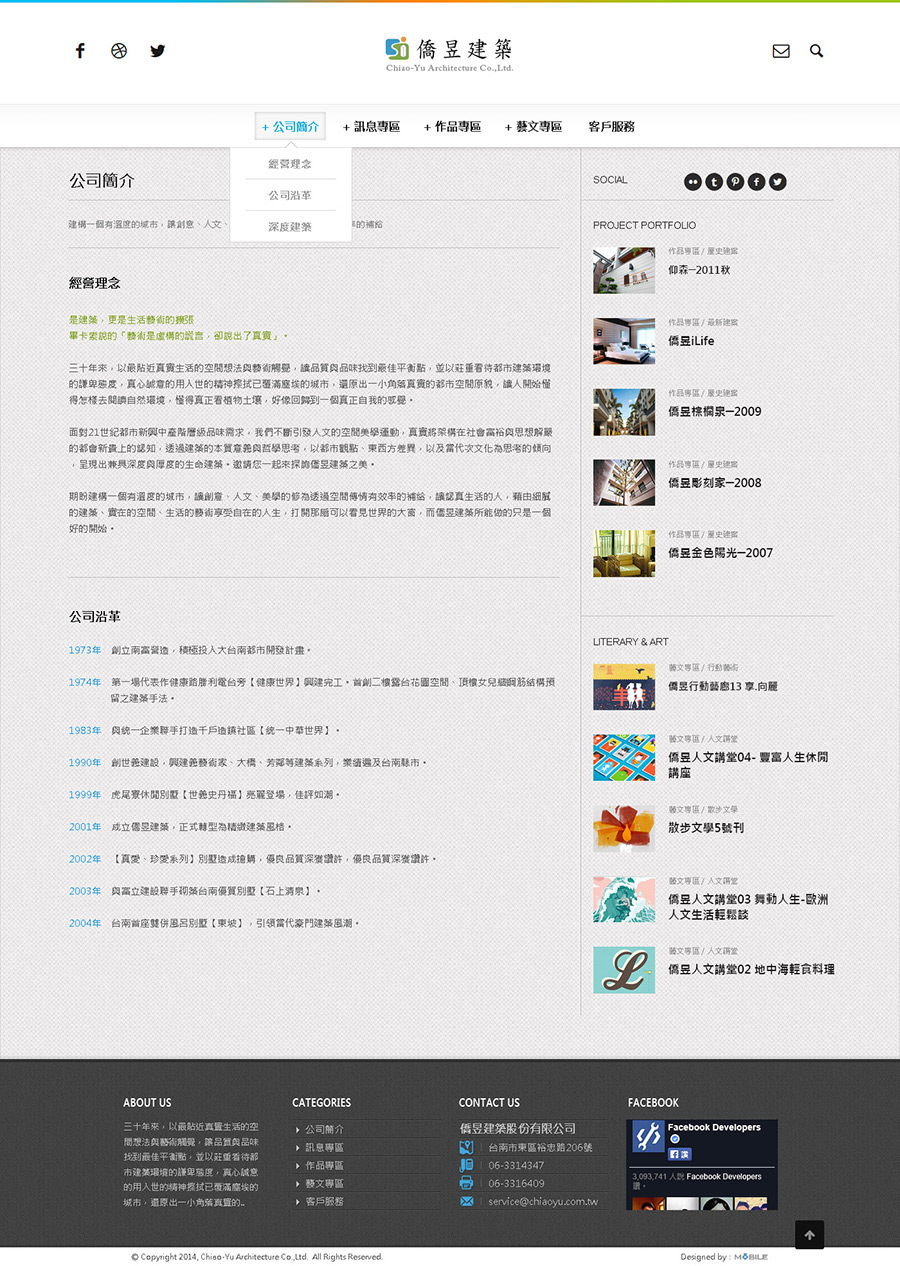 僑昱建築
Chiao-Yu Architecture Co.,Ltd.
+ 公司簡介 + 訊息專區 + 作品專區 + 藝文專區 客戶服務
經營理念
公司沿革
深度建築
公司簡介
建構一個有溫度的城市，讓創意、人文、
的補給
經營理念
是建築，更是生活藝術的擴張
畢卡索說的「藝術是虛構的謊言，卻說出了真實」。
三十年來，以最貼近真實生活的空間想法與藝術觸覺，讓品質與品味找到最佳平衡點，並以莊重看待都市建築環境
的謙卑態度，真心誠意的用入世的精神擦拭已覆滿塵埃的城市，還原出一小角落真實的都市空間原貌，讓人開始懂
得怎樣去閱讀自然環境，懂得真正看植物土壤，好像回歸到一個真正自我的感覺。
面對21世紀都市新興中產階層級品味需求，我們不斷引發人文的空間美學運動，真實將架構在社會富裕與思想解嚴
的都會新貴上的認知，透過建築的本質意義與哲學思考，以都市觀點、東西方差異，以及當代次文化為思考的傾向
，呈現出兼具深度與厚度的生命建築。邀請您一起來探詢僑昱建築之美。
期盼建構一個有溫度的城市，讓創意、人文、美學的修為透過空間傳情有效率的補給，讓認真生活的人，藉由細膩
的建築、實在的空間、生活的藝術享受自在的人生，打開那扇可以看見世界的大窗，而僑昱建築所能做的只是一個
好的開始。
公司沿革
1973年 創立南富營造，積極投入大台南都市開發計畫。
1974年 第一場代表作健康路勝利電台旁【健康世界】興建完工。首創二樓露台花園空間、頂樓女兒牆鋼筋結構預
留之建築手法。
1983年 與統一企業聯手打造千戶造鎮社區【統一中華世界】。
1990年 創世義建設，興建義藝術家、大橋、芳鄰等建築系列，業績遍及台南縣市。
1999年 虎尾寮休閒別墅【世義史丹福】亮麗登場，佳評如潮。
2001年 成立僑昱建築，正式轉型為精緻建築風格。
2002年 【真愛、珍愛系列】別墅造成搶購，優良品質深獲讚許，優良品質深獲讚許。
2003年 與富立建設聯手砌築台南優質別墅【石上清泉】。
2004年 台南首座雙併風呂別墅【東坡】，引領當代豪門建築風潮。
SOCIAL
PROJECT PORTFOLIO
作品專區 / 歷史建案
仰森─2011秋
作品專區 / 最新建案
僑昱iLife
作品專區 / 歷史建案
僑昱棕櫚泉─2009
作品專區 / 歷史建案
僑昱彫刻家─2008
作品專區 / 歷史建案
僑昱金色陽光─2007
LITERARY & ART
藝文專區 / 行動藝術
僑昱行動藝廊13 享.向麗
藝文專區 / 人文講堂
僑昱人文講堂04- 豐富人生休閒
講座
藝文專區 / 散步文學
散步文學5號刊
藝文專區 / 人文講堂
僑昱人文講堂03 舞動人生-歐洲
人文生活輕鬆談
藝文專區 / 人文講堂
僑昱人文講堂02 地中海輕食料理
ABOUT US
三十年來，以最貼近真實生活的空
間想法與藝術觸覺，讓品質與品味
找到最佳平衡點，並以莊重看待都
市建築環境的謙卑態度，真心誠意
的用入世的精神擦拭已覆滿塵埃的
城市，還原出一小角落真實的..
CATEGORIES
公司簡介
訊息專區
作品專區
藝文專區
客戶服務
CONTACT US
僑昱建築股份有限公司
台南市東區裕忠路206號
06-3314347
06-3316409
service@chiaoyu.com.tw
FACEBOOK
Facebook Developers
讚
3,093,741 人說 Facebook Developers
讚。
© Copyright 2014, Chiao-Yu Architecture Co.,Ltd. All Rights Reserved.
Designed by : MOBILE